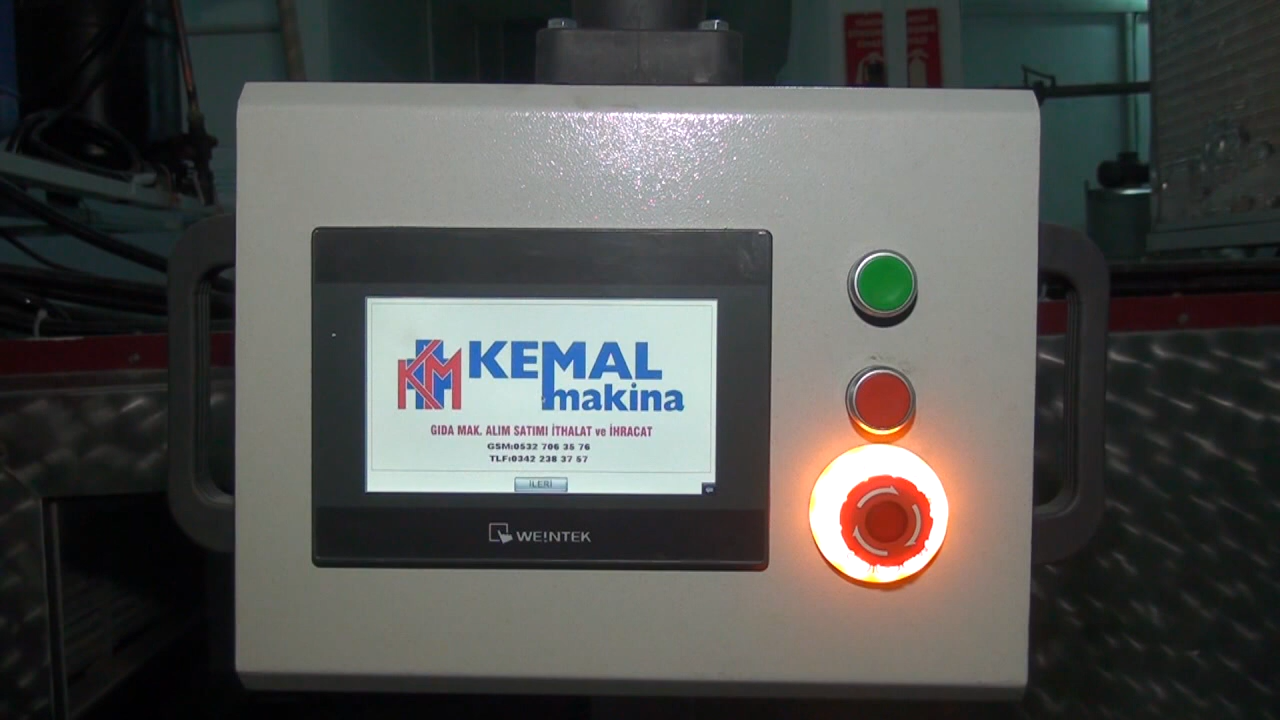 KM KEMAL
makina
GIDA MAK. ALIM SATIMI İTHALAT ve İHRACAT
GSM:0532 706 35 76
TLF:0342 238 37 57
İLERİ
WE!NTEK